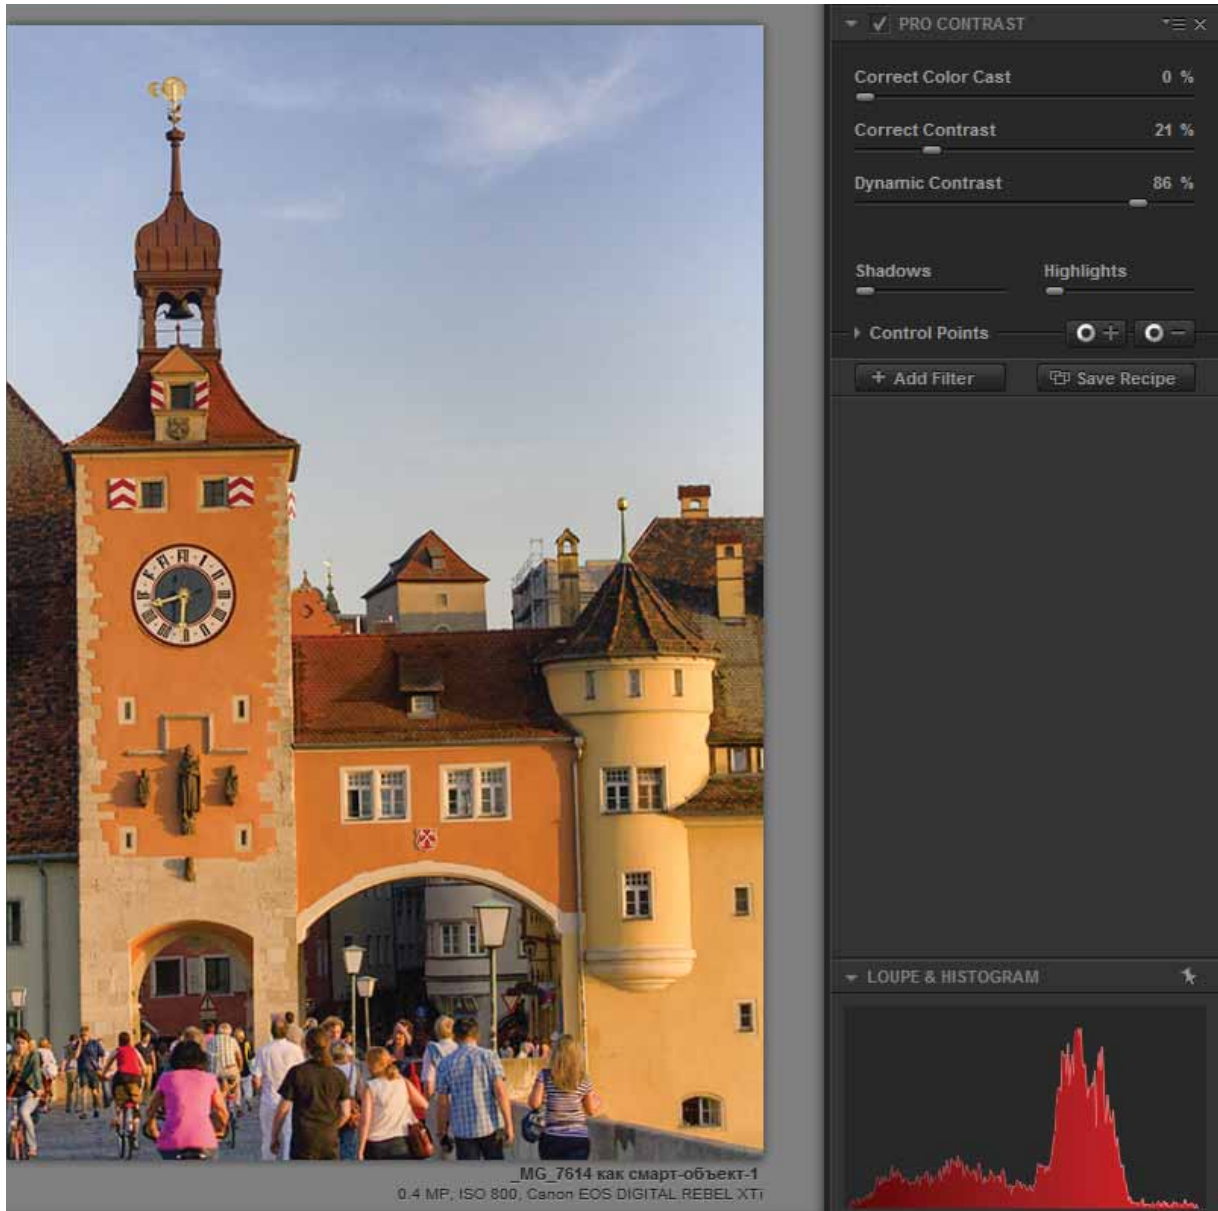 PRO CONTRAST
Correct Color Cast 0 %
Correct Contrast 21 %
Dynamic Contrast 86 %
Shadows Highlights
Control Points
+ Add Filter Save Recipe
LOUPE & HISTOGRAM
_MG_7614 как смарт-объект-1
0.4 MP, ISO 800, Canon EOS DIGITAL REBEL XTi